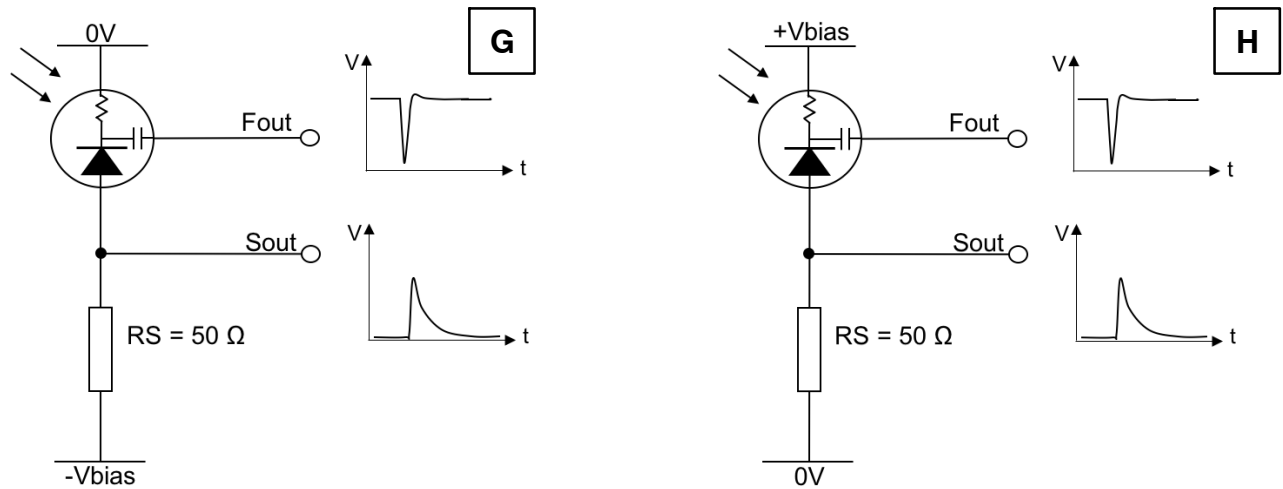 0V
G
V
Fout
t
V
Sout
t
RS = 50 Ω
-Vbias
+Vbias
H
V
Fout
t
V
Sout
t
RS = 50 Ω
0V